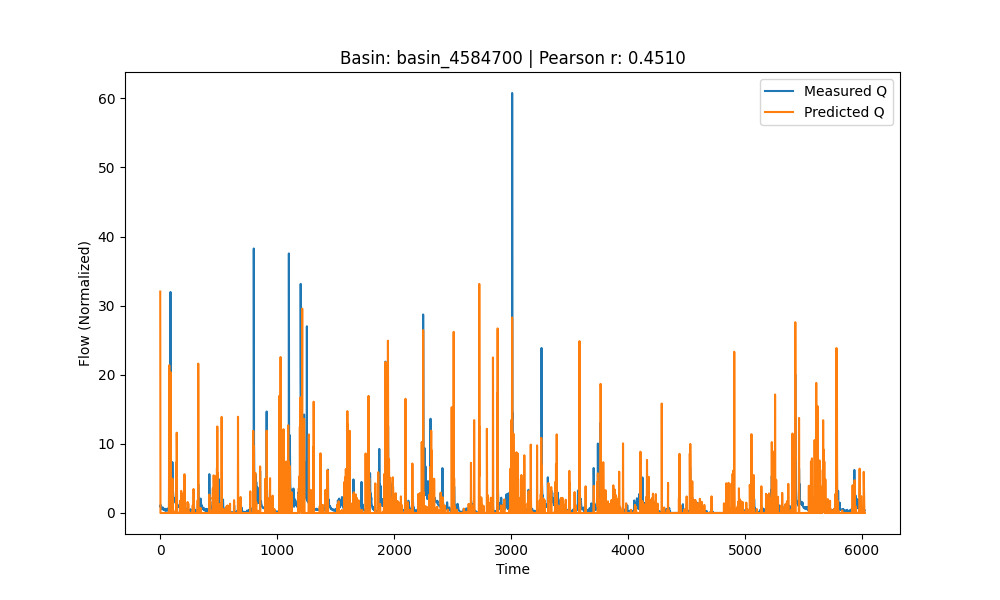 Basin: basin_4584700 | Pearson r: 0.4510
Measured Q
Predicted Q
Flow (Normalized)
60
50
40
30
20
10
0
0 1000 2000 3000 4000 5000 6000
Time